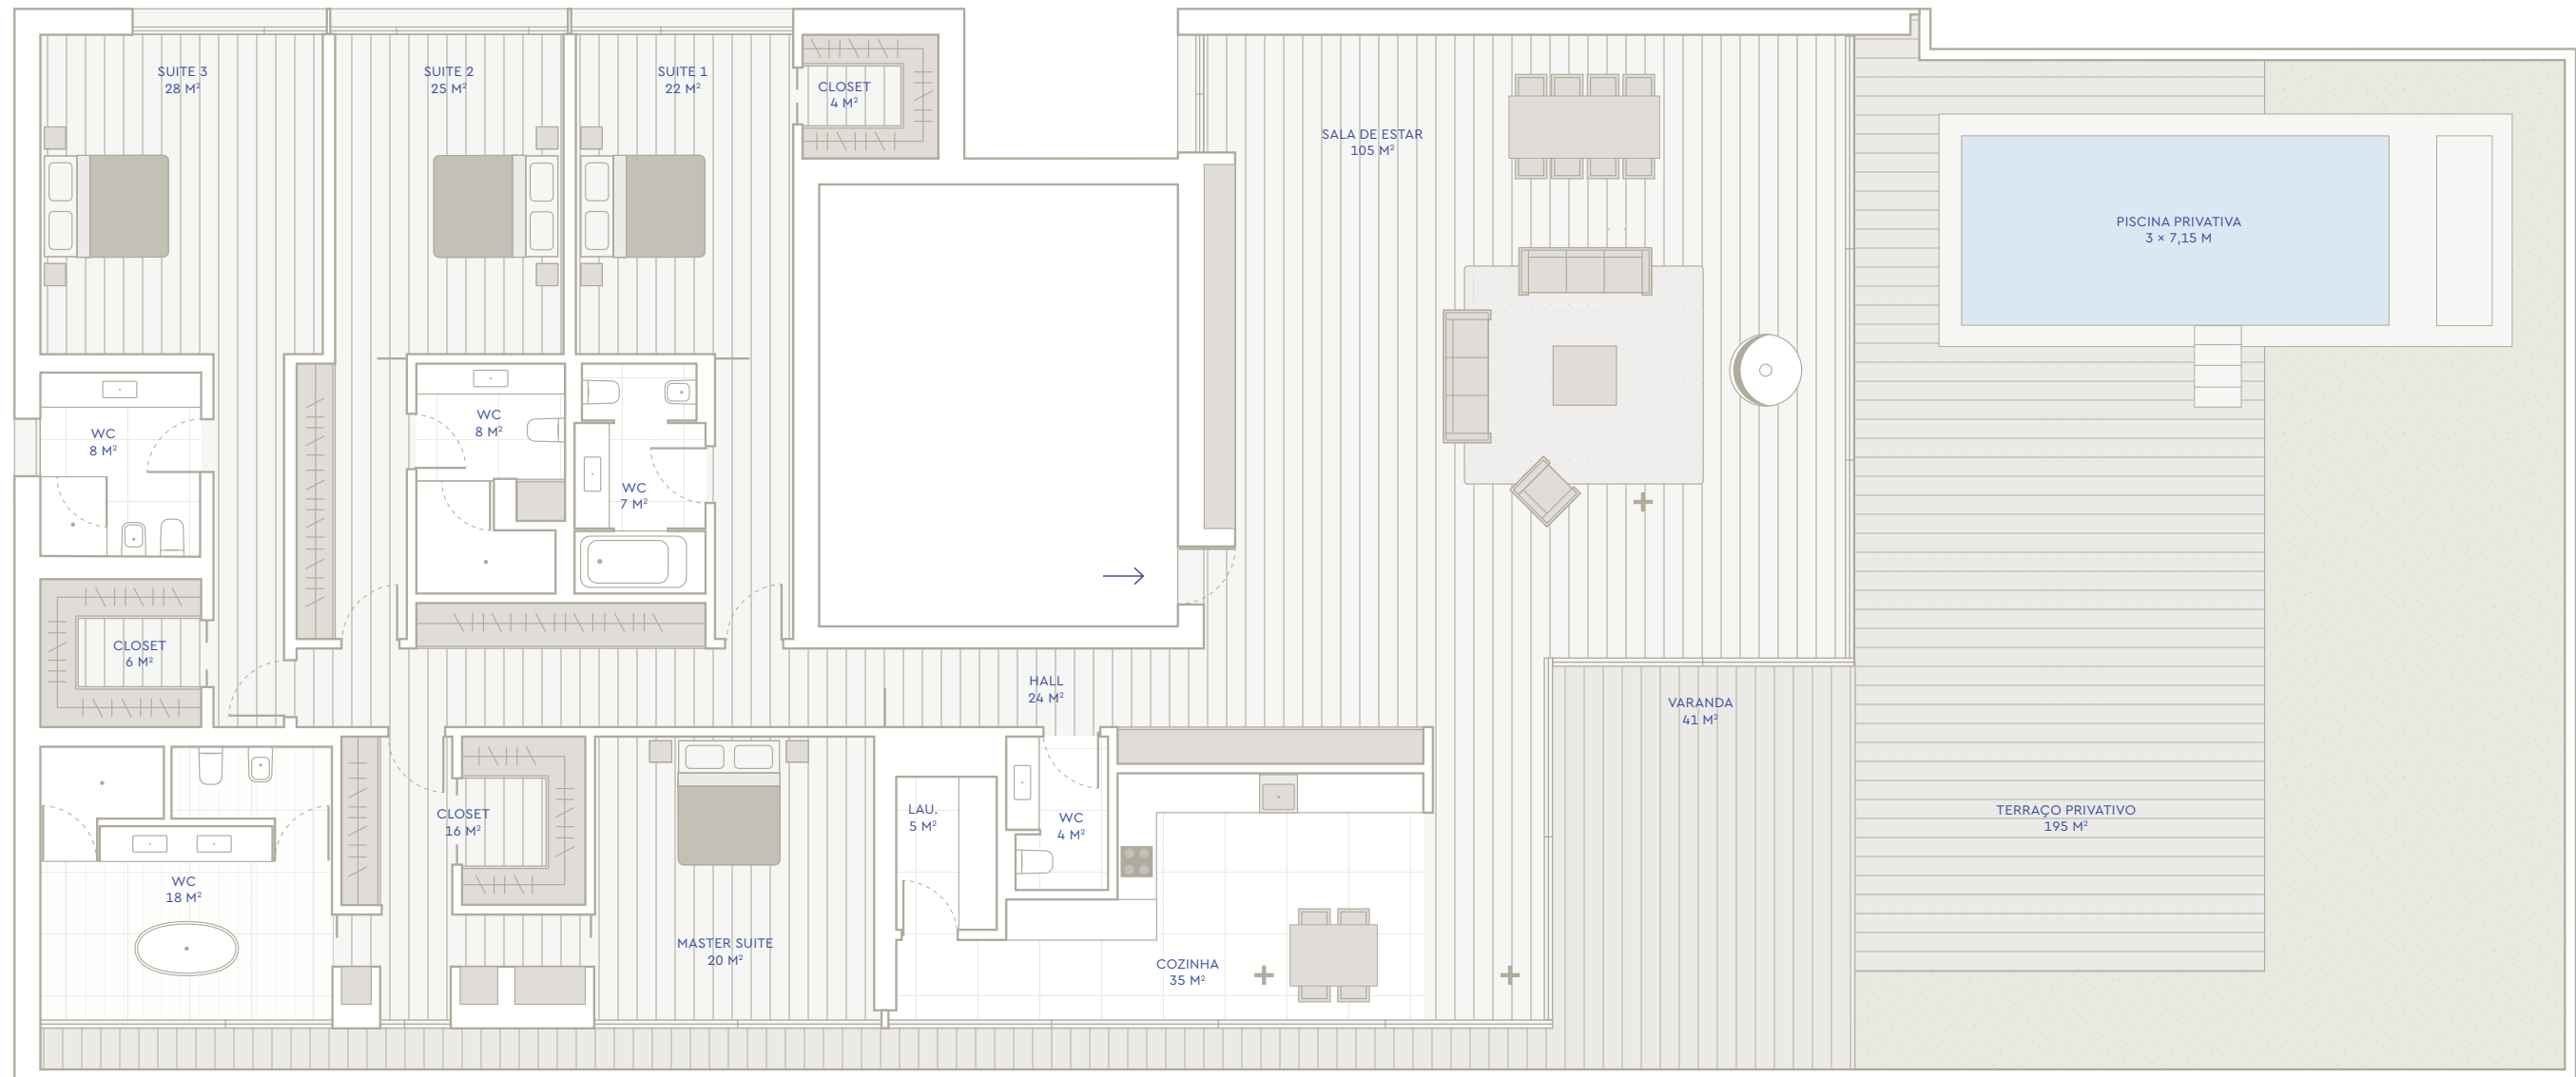 SUITE 3
28 M²
SUITE 2
25 M²
SUITE 1
22 M²
CLOSET
4 M²
SALA DE ESTAR
105 M²
PISCINA PRIVATIVA
3 × 7,15 M
WC
8 M²
WC
8 M²
WC
7 M²
CLOSET
6 M²
HALL
24 M²
VARANDA
41 M²
CLOSET
16 M²
LAU.
5 M²
WC
4 M²
TERRAÇO PRIVATIVO
195 M²
WC
18 M²
MASTER SUITE
20 M²
COZINHA
35 M²